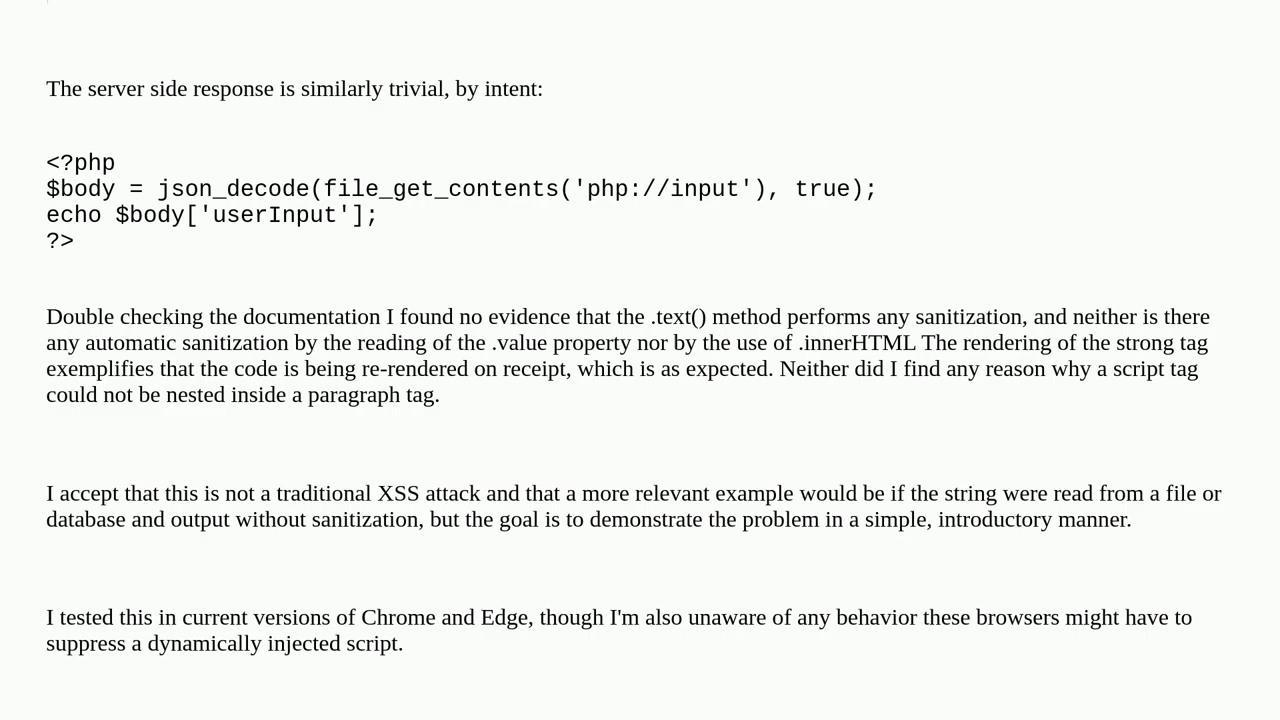 The server side response is similarly trivial, by intent:
<?php
$body = json_decode(file_get_contents('php://input'), true);
echo $body['userInput'];
?>
Double checking the documentation I found no evidence that the .text() method performs any sanitization, and neither is there
any automatic sanitization by the reading of the .value property nor by the use of .innerHTML The rendering of the strong tag
exemplifies that the code is being re-rendered on receipt, which is as expected. Neither did I find any reason why a script tag
could not be nested inside a paragraph tag.
I accept that this is not a traditional XSS attack and that a more relevant example would be if the string were read from a file or
database and output without sanitization, but the goal is to demonstrate the problem in a simple, introductory manner.
I tested this in current versions of Chrome and Edge, though I'm also unaware of any behavior these browsers might have to
suppress a dynamically injected script.